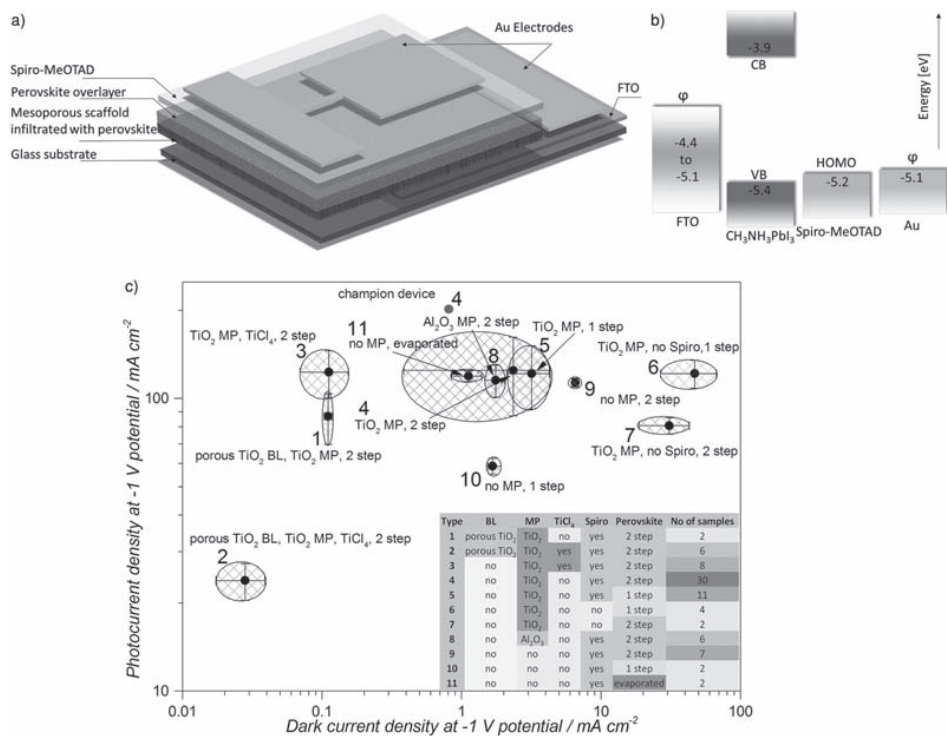 a)
Au Electrodes
Spiro-MeOTAD
Perovskite overlayer
Mesoporous scaffold
infiltrated with perovskite
Glass substrate
FTO
b)
-3.9
CB
Energy [eV]
φ
-4.4
to
-5.1
FTO
VB
-5.4
CH₃NH₃PbI₃
HOMO
-5.2
Spiro-MeOTAD
φ
-5.1
Au
c)
champion device
4
Al₂O₃ MP, 2 step
11
no MP, evaporated
TiO₂ MP, TiCl₄, 2 step
3
8
5
TiO₂ MP, 1 step
TiO₂ MP, no Spiro,1 step
6
9
no MP, 2 step
4
TiO₂ MP, 2 step
1
porous TiO₂ BL, TiO₂ MP, 2 step
7
TiO₂ MP, no Spiro, 2 step
10
no MP, 1 step
porous TiO₂ BL, TiO₂ MP, TiCl₄, 2 step
2
Type BL MP TiCl₄ Spiro Perovskite No of samples
1 porous TiO₂ TiO₂ no yes 2 step 2
2 porous TiO₂ TiO₂ yes yes 2 step 6
3 no TiO₂ yes yes 2 step 8
4 no TiO₂ no yes 2 step 30
5 no TiO₂ no yes 1 step 11
6 no TiO₂ no no 1 step 4
7 no TiO₂ no no 2 step 2
8 no Al₂O₃ no yes 2 step 6
9 no no no yes 2 step 7
10 no no no yes 1 step 2
11 no no no yes evaporated 2
Photocurrent density at -1 V potential / mA cm⁻²
100
10
0.01 0.1 1 10 100
Dark current density at -1 V potential / mA cm⁻²